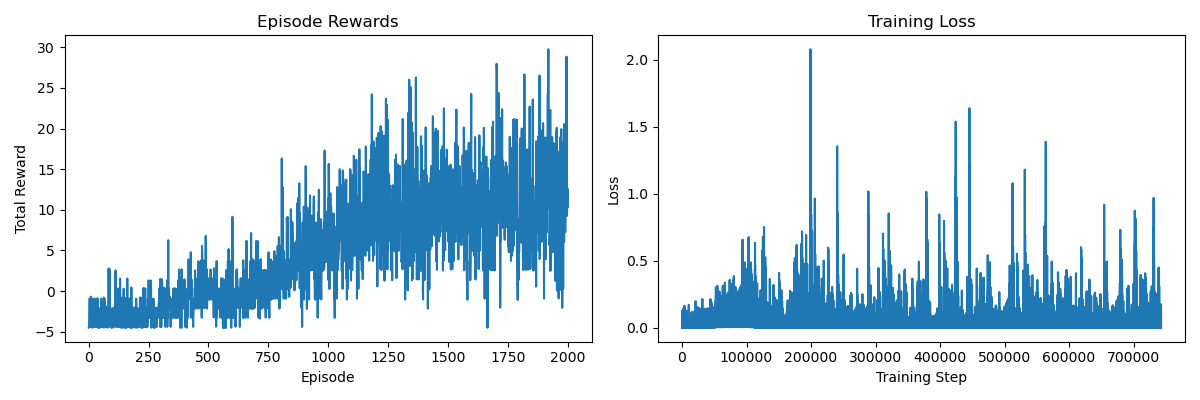 Episode Rewards
Total Reward
30
25
20
15
10
5
0
−5
0 250 500 750 1000 1250 1500 1750 2000
Episode
Training Loss
Loss
2.0
1.5
1.0
0.5
0.0
0 100000 200000 300000 400000 500000 600000 700000
Training Step